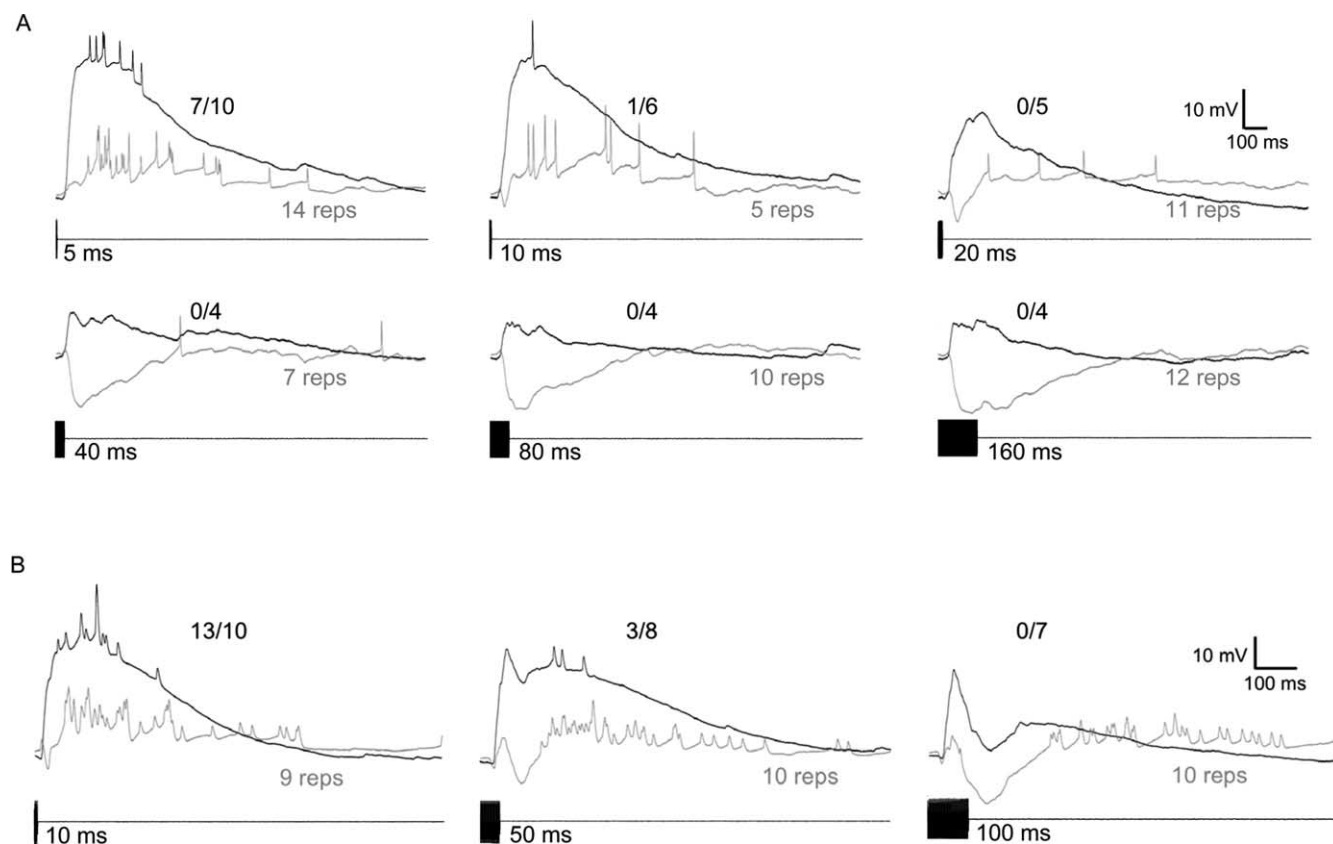 A
7/10
1/6
0/5
10 mV
100 ms
14 reps
5 reps
11 reps
5 ms
10 ms
20 ms
0/4
0/4
0/4
7 reps
10 reps
12 reps
40 ms
80 ms
160 ms
B
13/10
3/8
0/7
10 mV
100 ms
9 reps
10 reps
10 reps
10 ms
50 ms
100 ms